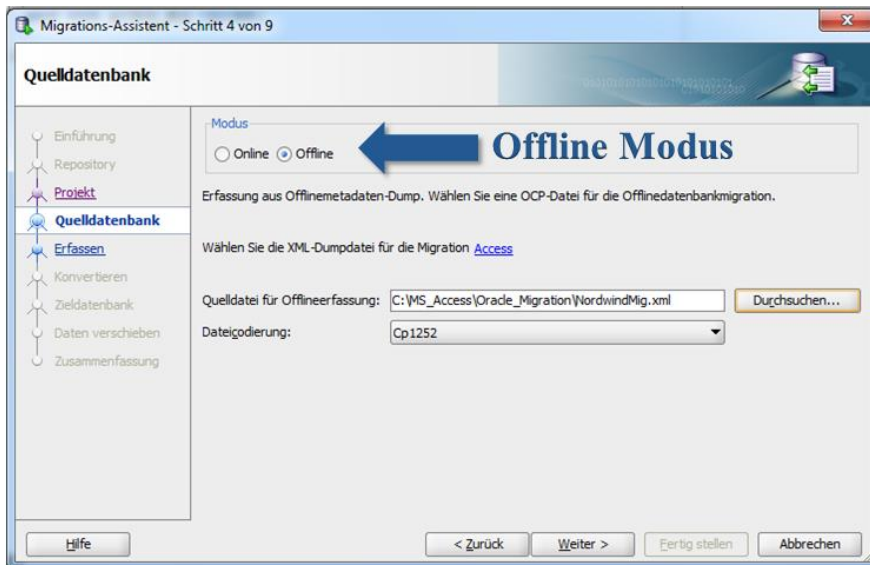 Migrations-Assistent - Schritt 4 von 9
Quelldatenbank
Einführung
Repository
Projekt
Quelldatenbank
Erfassen
Konvertieren
Zieldatenbank
Daten verschieben
Zusammenfassung
Modus
Online Offline
Offline Modus
Erfassung aus Offlinemetadaten-Dump. Wählen Sie eine OCP-Datei für die Offlinedatenbankmigration.
Wählen Sie die XML-Dumpdatei für die Migration Access
Quelldatei für Offlineerfassung: C:\MS_Access\Oracle_Migration\NordwindMig.xml Durchsuchen...
Dateicodierung: Cp1252
Hilfe < Zurück Weiter > Fertig stellen Abbrechen